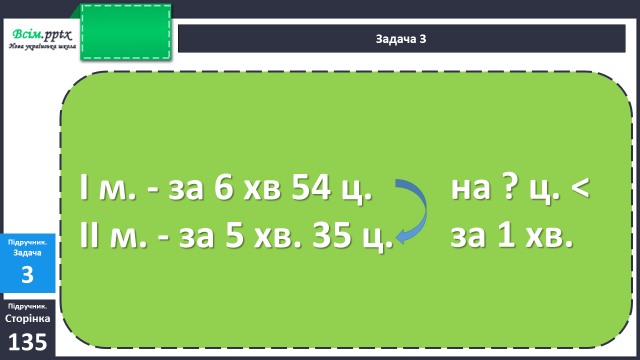 Всім.pptx
Нова українська школа
Задача 3
І м. - за 6 хв 54 ц.
на ? ц. <
ІІ м. - за 5 хв. 35 ц.
за 1 хв.
Підручник.
Задача
3
Підручник.
Сторінка
135